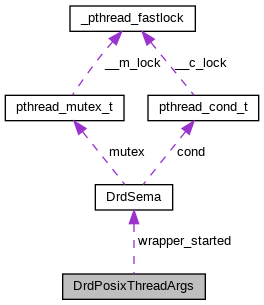 _pthread_fastlock
__m_lock
__c_lock
pthread_mutex_t
pthread_cond_t
mutex
cond
DrdSema
wrapper_started
DrdPosixThreadArgs